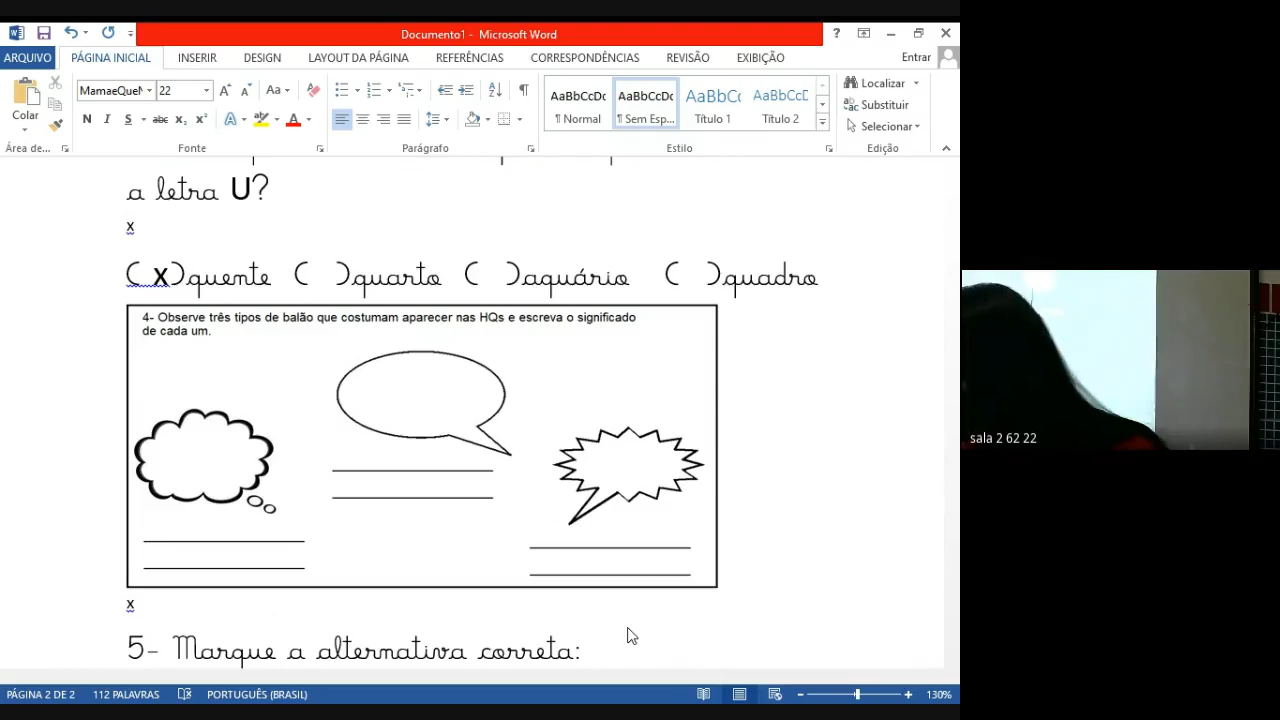 Documento1 - Microsoft Word
?
ARQUIVO PÁGINA INICIAL INSERIR DESIGN LAYOUT DA PÁGINA REFERÊNCIAS CORRESPONDÊNCIAS REVISÃO EXIBIÇÃO Entrar
Colar
MamaeQueN 22
N I S abc x₂ x² A A
AaBbCcDc AaBbCcDc AaBbC( AaBbCcD
¶ Normal ¶ Sem Esp... Título 1 Título 2
Localizar
Substituir
Selecionar
Área de... Fonte Parágrafo Estilo Edição
a letra U?
x
( x)quente ( )quarto ( )aquário ( )quadro
4- Observe três tipos de balão que costumam aparecer nas HQs e escreva o significado
de cada um.
x
5- Marque a alternativa correta:
sala 2 62 22
PÁGINA 2 DE 2 112 PALAVRAS PORTUGUÊS (BRASIL) 130%